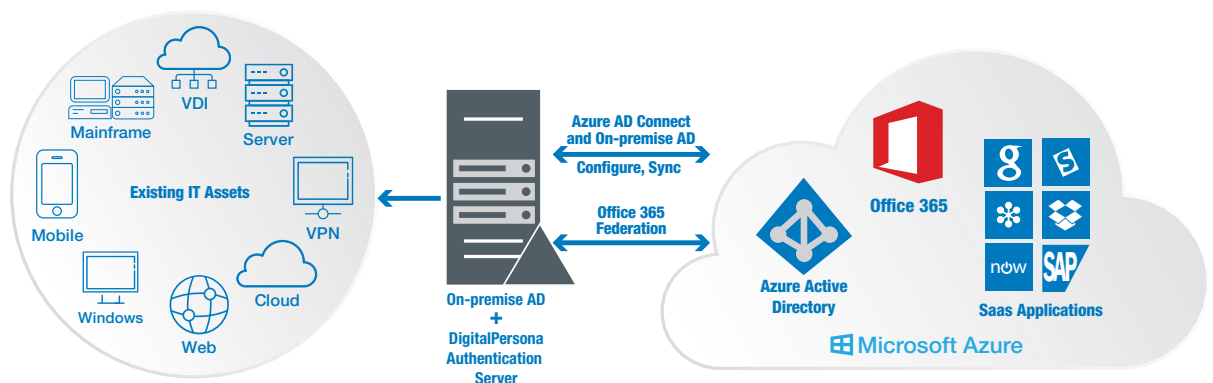 VDI
Mainframe
Server
Existing IT Assets
Mobile
VPN
Windows
Cloud
Web
On-premise AD
+
DigitalPersona
Authentication
Server
Azure AD Connect
and On-premise AD
Configure, Sync
Office 365
Federation
Azure Active
Directory
Office 365
g
S
now
SAP
Saas Applications
Microsoft Azure